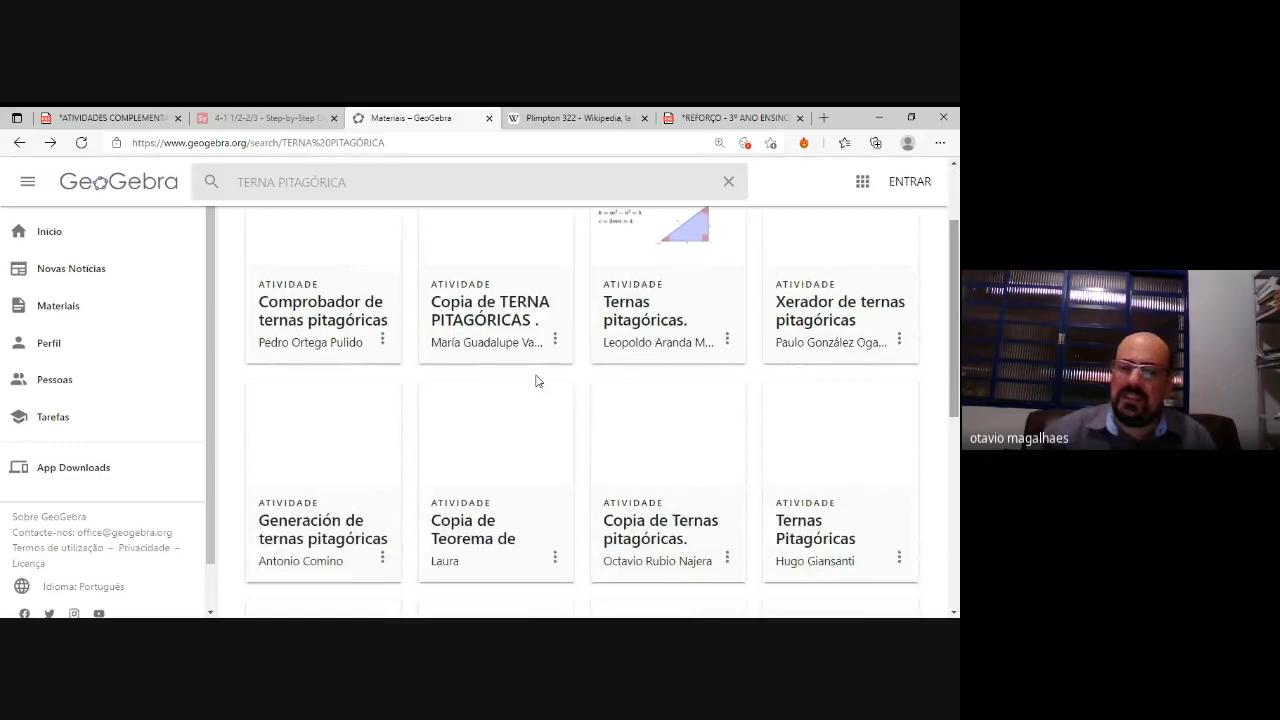 *ATIVIDADES COMPLEMENTA
4-1 1/2-2/3 - Step-by-Step C
Materiais – GeoGebra
Plimpton 322 - Wikipedia, la
*REFORÇO - 3º ANO ENSINO
https://www.geogebra.org/search/TERNA%20PITAGÓRICA
GeoGebra
TERNA PITAGÓRICA
ENTRAR
Início
Novas Notícias
Materiais
Perfil
Pessoas
Tarefas
App Downloads
Sobre GeoGebra
Contacte-nos: office@geogebra.org
Termos de utilização – Privacidade –
Licença
Idioma: Português
ATIVIDADE
Comprobador de
ternas pitagóricas
Pedro Ortega Pulido
ATIVIDADE
Copia de TERNA
PITAGÓRICAS .
María Guadalupe Va...
ATIVIDADE
Ternas
pitagóricas.
Leopoldo Aranda M...
ATIVIDADE
Xerador de ternas
pitagóricas
Paulo González Oga...
ATIVIDADE
Generación de
ternas pitagóricas
Antonio Comino
ATIVIDADE
Copia de
Teorema de
Laura
ATIVIDADE
Copia de Ternas
pitagóricas.
Octavio Rubio Najera
ATIVIDADE
Ternas
Pitagóricas
Hugo Giansanti
otavio magalhaes